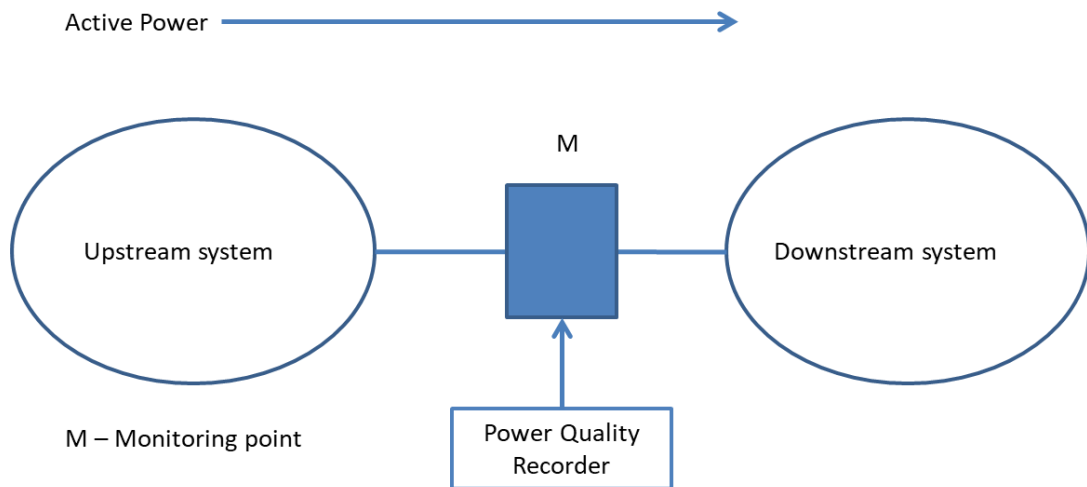 Active Power
M
Upstream system
Downstream system
Power Quality
Recorder
M – Monitoring point